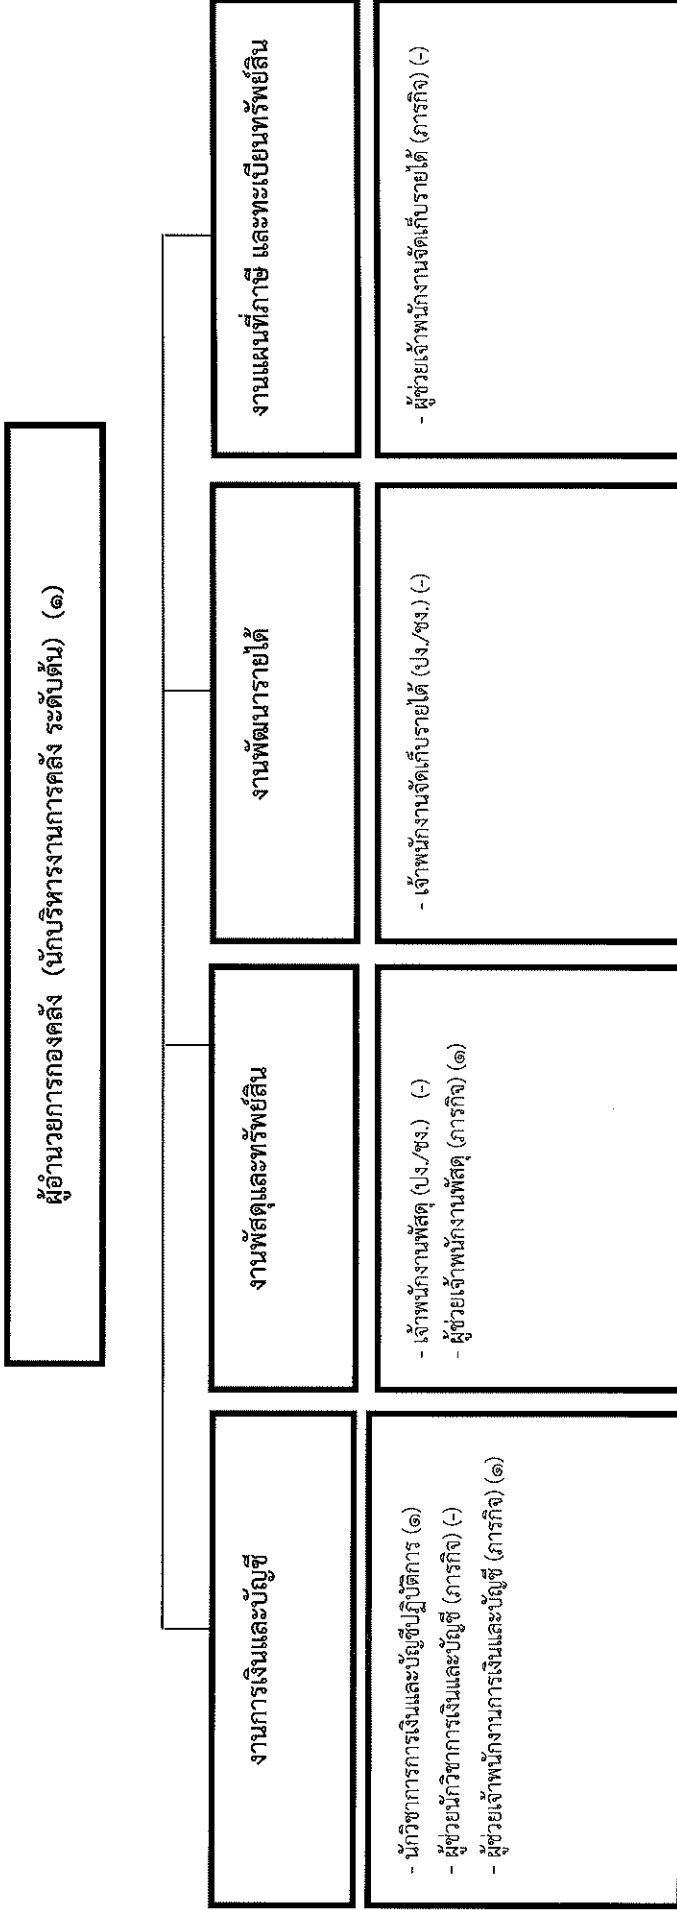 ผู้อำนวยการกองคลัง (นักบริหารงานการคลัง ระดับต้น) (๑)
งานการเงินและบัญชี
- นักวิชาการการเงินและบัญชีปฏิบัติการ (๑)
- ผู้ช่วยนักวิชาการเงินและบัญชี (ภารกิจ) (-)
- ผู้ช่วยเจ้าพนักงานการเงินและบัญชี (ภารกิจ) (๑)
งานพัสดุและทรัพย์สิน
- เจ้าพนักงานพัสดุ (ปง./ชง.) (-)
- ผู้ช่วยเจ้าพนักงานพัสดุ (ภารกิจ) (๑)
งานพัฒนารายได้
- เจ้าพนักงานจัดเก็บรายได้ (ปง./ชง.) (-)
งานแผนที่ภาษี และทะเบียนทรัพย์สิน
- ผู้ช่วยเจ้าพนักงานจัดเก็บรายได้ (ภารกิจ) (-)